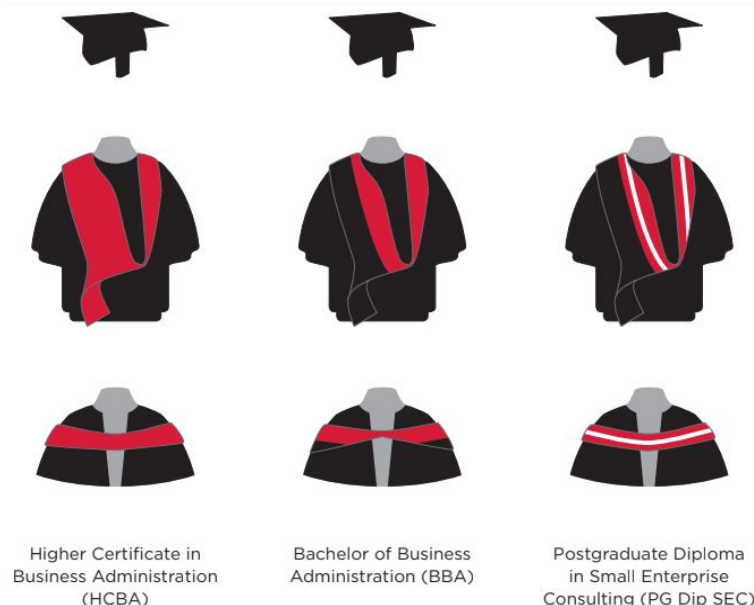 Higher Certificate in
Business Administration
(HCBA)
Bachelor of Business
Administration (BBA)
Postgraduate Diploma
in Small Enterprise
Consulting (PG Dip SEC)